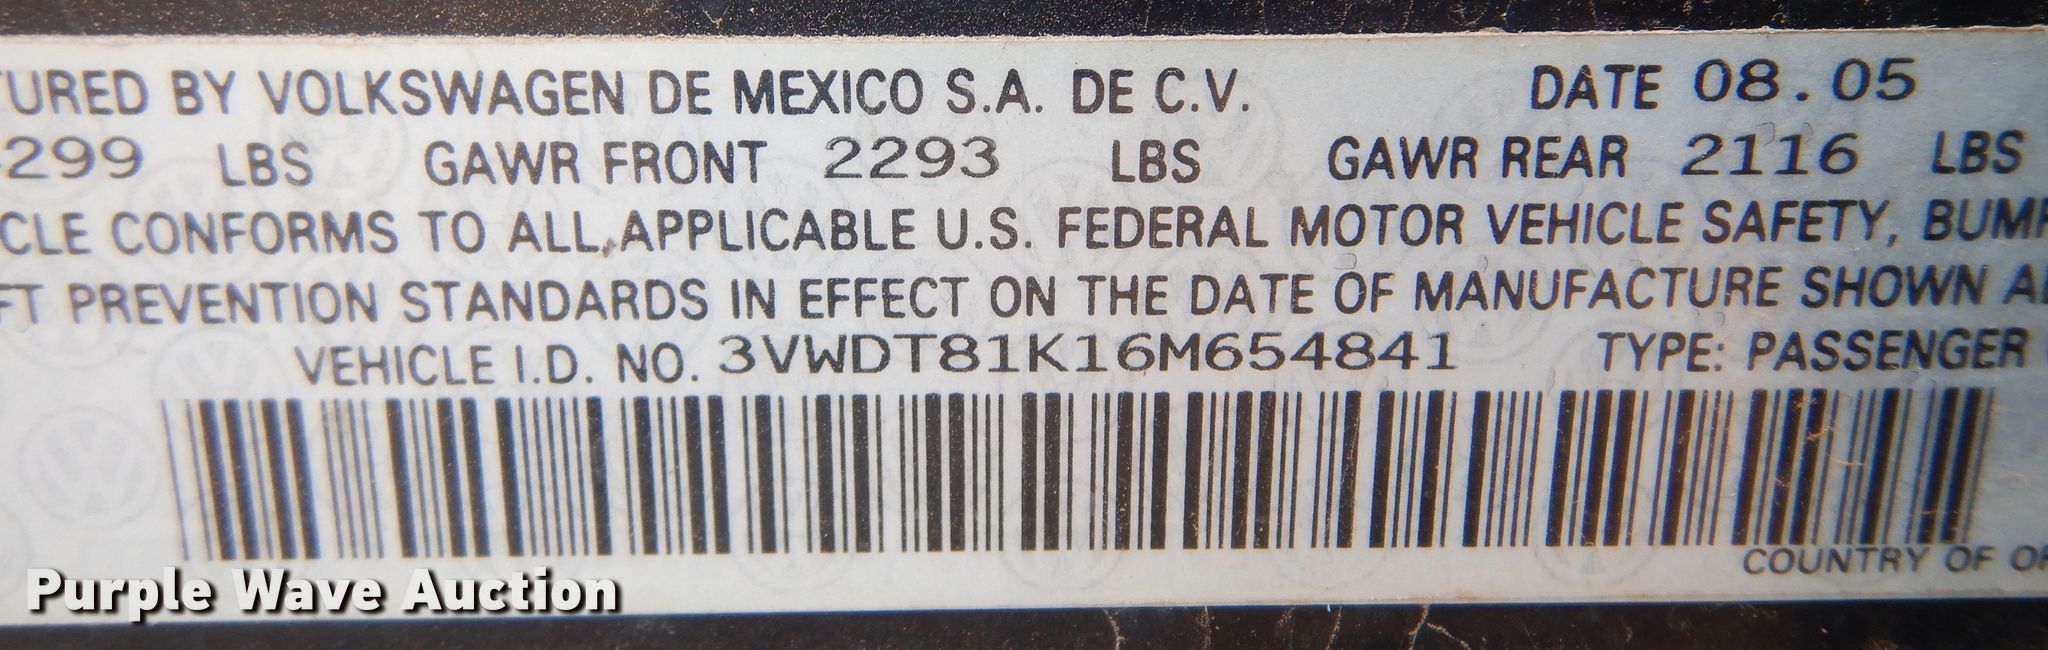 TURED BY VOLKSWAGEN DE MEXICO S.A. DE C.V. DATE 08.05
299 LBS GAWR FRONT 2293 LBS GAWR REAR 2116 LBS
CLE CONFORMS TO ALL APPLICABLE U.S. FEDERAL MOTOR VEHICLE SAFETY, BUMP
FT PREVENTION STANDARDS IN EFFECT ON THE DATE OF MANUFACTURE SHOWN A
VEHICLE I.D. NO. 3VWDT81K16M654841 TYPE: PASSENGER
COUNTRY OF OR
Purple Wave Auction